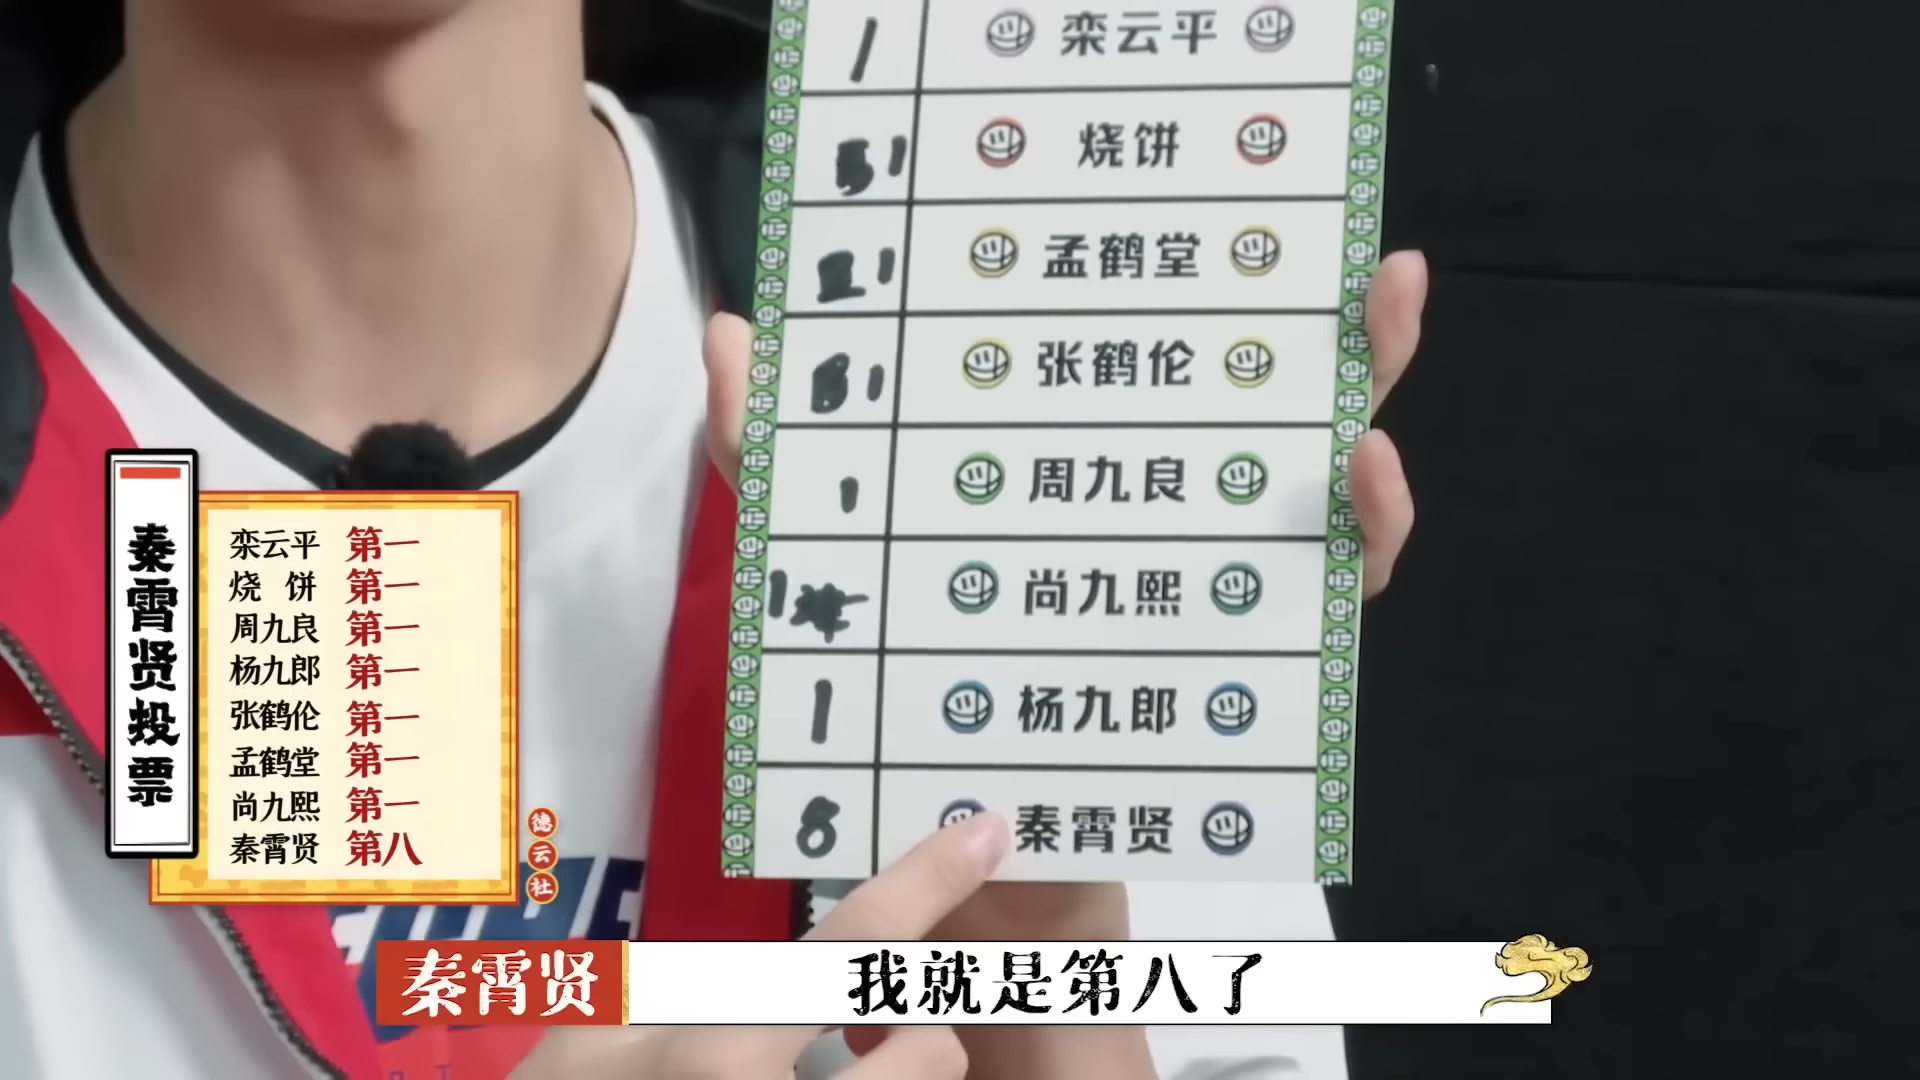 1 栾云平
1 烧饼
1 孟鹤堂
1 张鹤伦
1 周九良
1 尚九熙
1 杨九郎
8 秦霄贤
秦霄贤投票
栾云平 第一
烧饼 第一
周九良 第一
杨九郎 第一
张鹤伦 第一
孟鹤堂 第一
尚九熙 第一
秦霄贤 第八
德云社
秦霄贤 我就是第八了